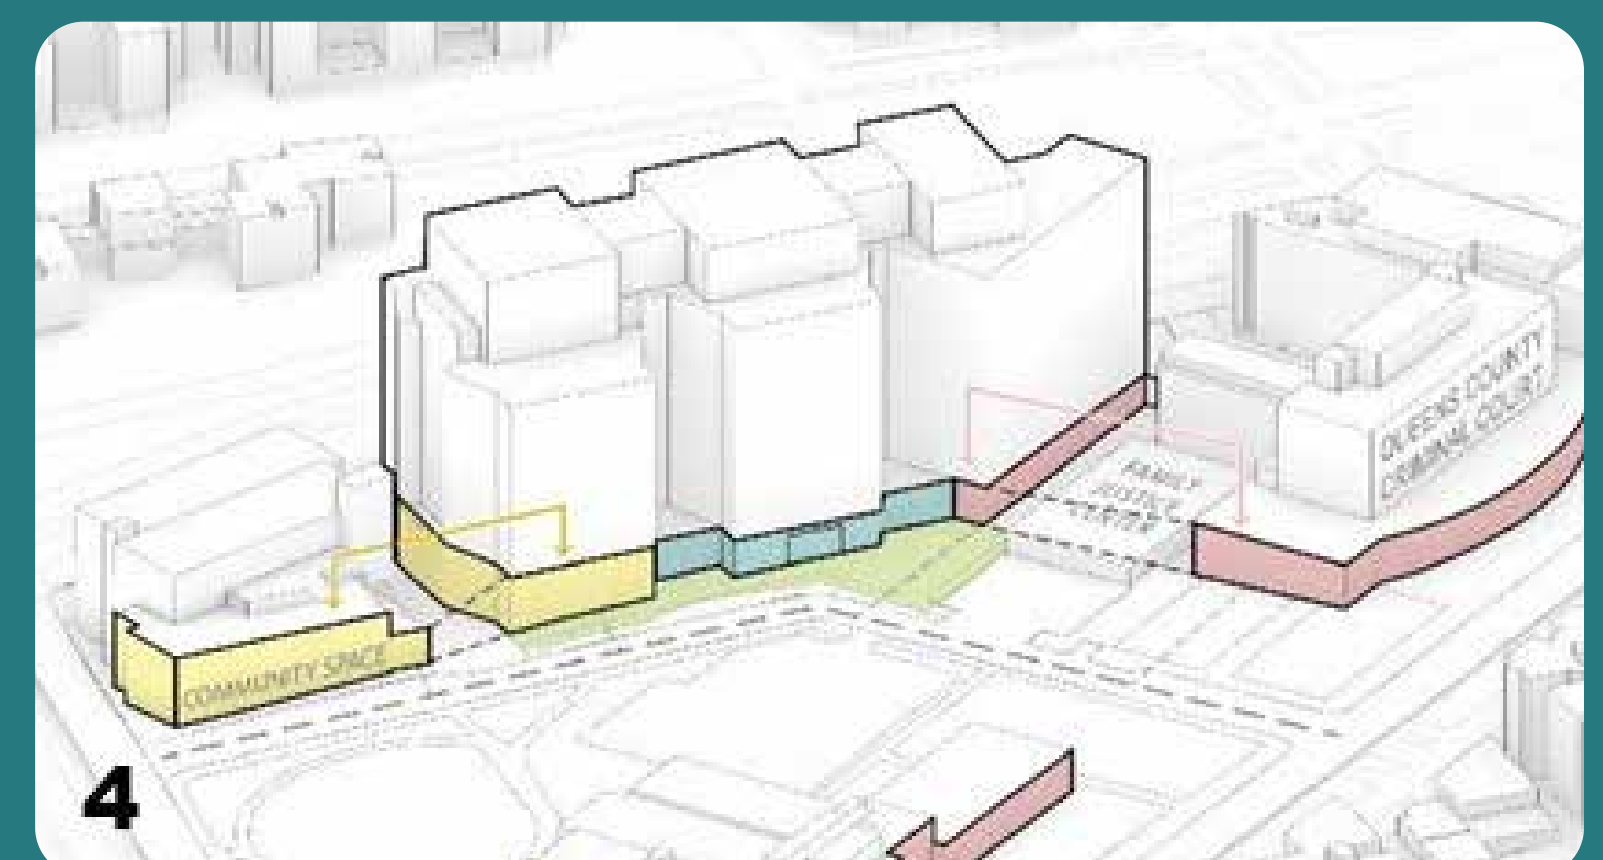 QUEENS COUNTY
CRIMINAL COURT
FAMILY
JUSTICE
CENTER
COMMUNITY SPACE
4